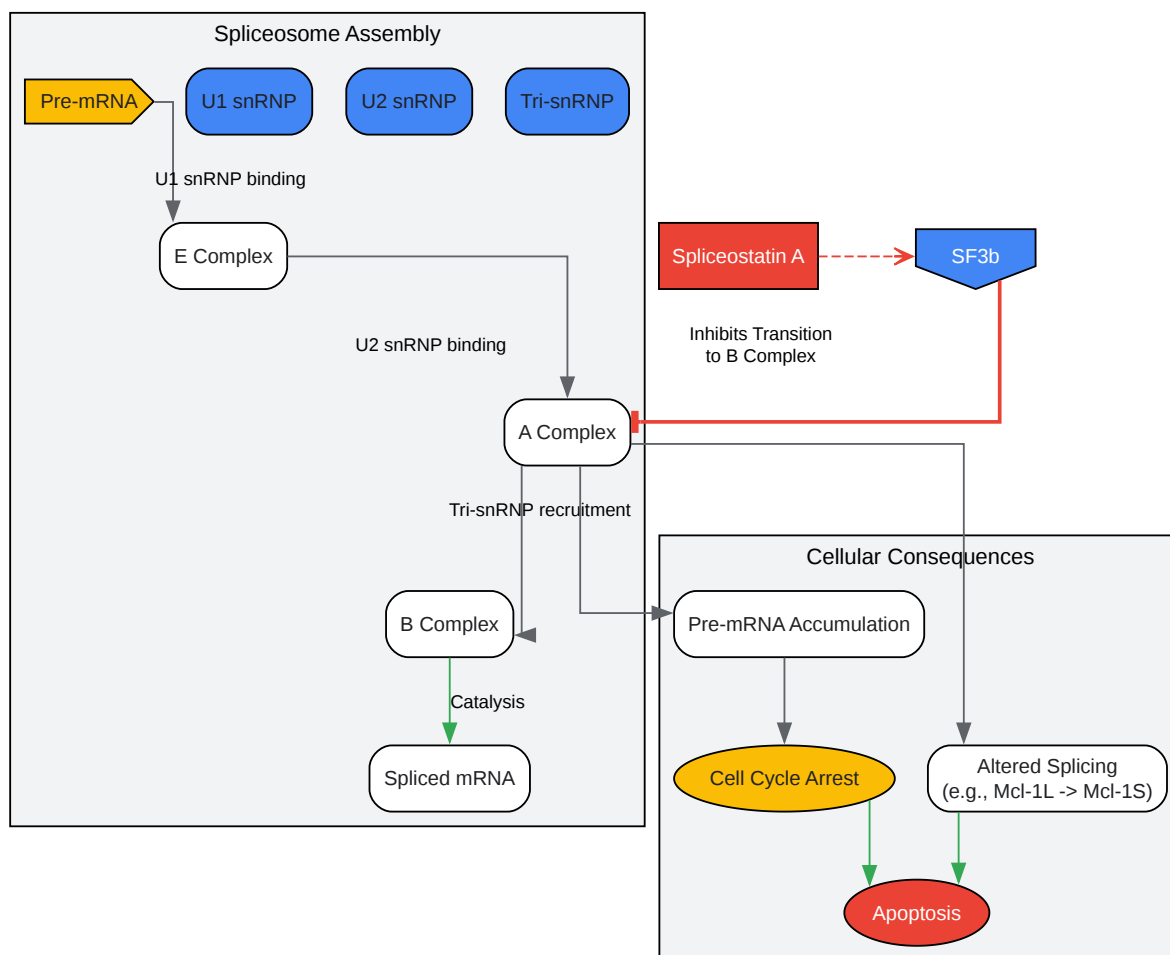 Spliceosome Assembly
Pre-mRNA
U1 snRNP
U2 snRNP
Tri-snRNP
U1 snRNP binding
E Complex
Spliceostatin A
SF3b
U2 snRNP binding
Inhibits Transition
to B Complex
A Complex
Tri-snRNP recruitment
Cellular Consequences
B Complex
Pre-mRNA Accumulation
Catalysis
Spliced mRNA
Cell Cycle Arrest
Altered Splicing
(e.g., Mcl-1L -> Mcl-1S)
Apoptosis